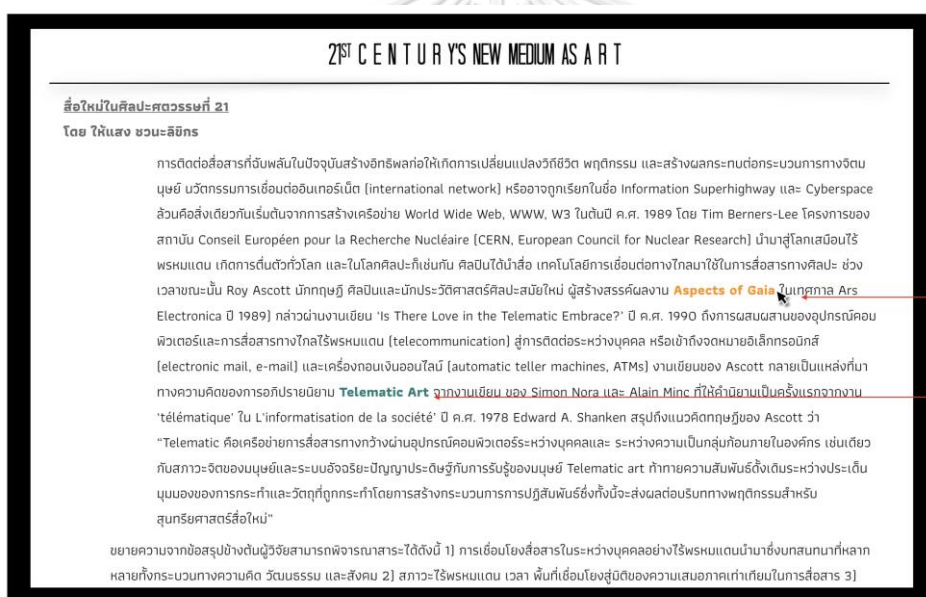 21ST CENTURY'S NEW MEDIUM AS ART
สื่อใหม่ในศิลปะศตวรรษที่ 21
โดย ให้แสง ชวนะลิขิกร
การติดต่อสื่อสารที่ฉับพลันในปัจจุบันสร้างอิทธิพลก่อให้เกิดการเปลี่ยนแปลงวิถีชีวิต พฤติกรรม และสร้างผลกระทบต่อกระบวนการทางจิตม
นุษย์ นวัตกรรมการเชื่อมต่ออินเทอร์เน็ต (international network) หรืออาจถูกเรียกในชื่อ Information Superhighway และ Cyberspace
ล้วนคือสิ่งเดียวกันเริ่มต้นจากการสร้างเครือข่าย World Wide Web, WWW, W3 ในต้นปี ค.ศ. 1989 โดย Tim Berners-Lee โครงการของ
สถาบัน Conseil Européen pour la Recherche Nucléaire (CERN, European Council for Nuclear Research) นำมาสู่โลกเสมือนไร้
พรหมแดน เกิดการตื่นตัวทั่วโลก และในโลกศิลปะก็เช่นกัน ศิลปินได้นำสื่อ เทคโนโลยีการเชื่อมต่อทางไกลมาใช้ในการสื่อสารทางศิลปะ ช่วง
เวลาขณะนั้น Roy Ascott นักทฤษฎี ศิลปินและนักประวัติศาสตร์ศิลปะสมัยใหม่ ผู้สร้างสรรค์ผลงาน Aspects of Gaia ในเทศกาล Ars
Electronica ปี 1989) กล่าวผ่านงานเขียน 'Is There Love in the Telematic Embrace?' ปี ค.ศ. 1990 ถึงการผสมผสานของอุปกรณ์คอม
พิวเตอร์และการสื่อสารทางไกลไร้พรหมแดน (telecommunication) สู่การติดต่อระหว่างบุคคล หรือเข้าถึงจดหมายอิเล็กทรอนิกส์
(electronic mail, e-mail) และเครื่องถอนเงินออนไลน์ (automatic teller machines, ATMs) งานเขียนของ Ascott กลายเป็นแหล่งที่มา
ทางความคิดของการอภิปรายนิยาม Telematic Art จากงานเขียน ของ Simon Nora และ Alain Minc ที่ให้คำนิยามเป็นครั้งแรกจากงาน
'télématique' ใน L'informatisation de la société' ปี ค.ศ. 1978 Edward A. Shanken สรุปถึงแนวคิดทฤษฎีของ Ascott ว่า
"Telematic คือเครือข่ายการสื่อสารทางกว้างผ่านอุปกรณ์คอมพิวเตอร์ระหว่างบุคคลและ ระหว่างความเป็นกลุ่มก้อนภายในองค์กร เช่นเดียว
กับสภาวะจิตของมนุษย์และระบบอัจฉริยะปัญญาประดิษฐ์กับการรับรู้ของมนุษย์ Telematic art ท้าทายความสัมพันธ์ดั้งเดิมระหว่างประเด็น
มุมมองของการกระทำและวัตถุที่ถูกกระทำโดยการสร้างกระบวนการการปฏิสัมพันธ์ซึ่งทั้งนี้จะส่งผลต่อบริบททางพฤติกรรมสำหรับ
สุนทรียศาสตร์สื่อใหม่"
ขยายความจากข้อสรุปข้างต้นผู้วิจัยสามารถพิจารณาสาระได้ดังนี้ 1) การเชื่อมโยงสื่อสารในระหว่างบุคคลอย่างไร้พรหมแดนนำมาซึ่งบทสนทนาที่หลาก
หลายทั้งกระบวนทางความคิด วัฒนธรรม และสังคม 2) สภาวะไร้พรหมแดน เวลา พื้นที่เชื่อมโยงสู่มิติของความเสมอภาคเท่าเทียมในการสื่อสาร 3)